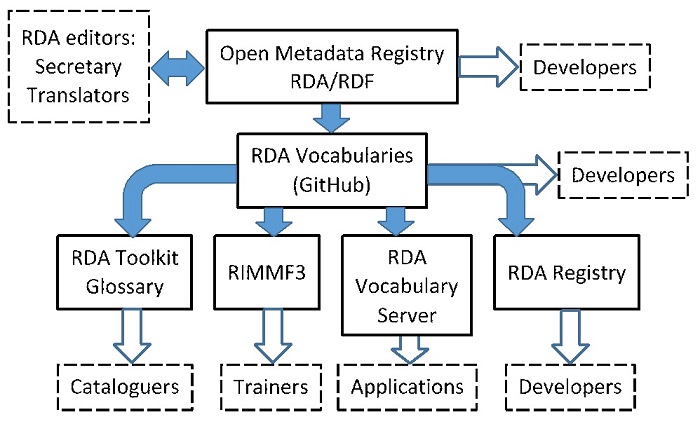 RDA editors:
Secretary
Translators
Open Metadata Registry
RDA/RDF
Developers
RDA Vocabularies
(GitHub)
Developers
RDA Toolkit
Glossary
RIMMF3
RDA
Vocabulary
Server
RDA Registry
Cataloguers
Trainers
Applications
Developers